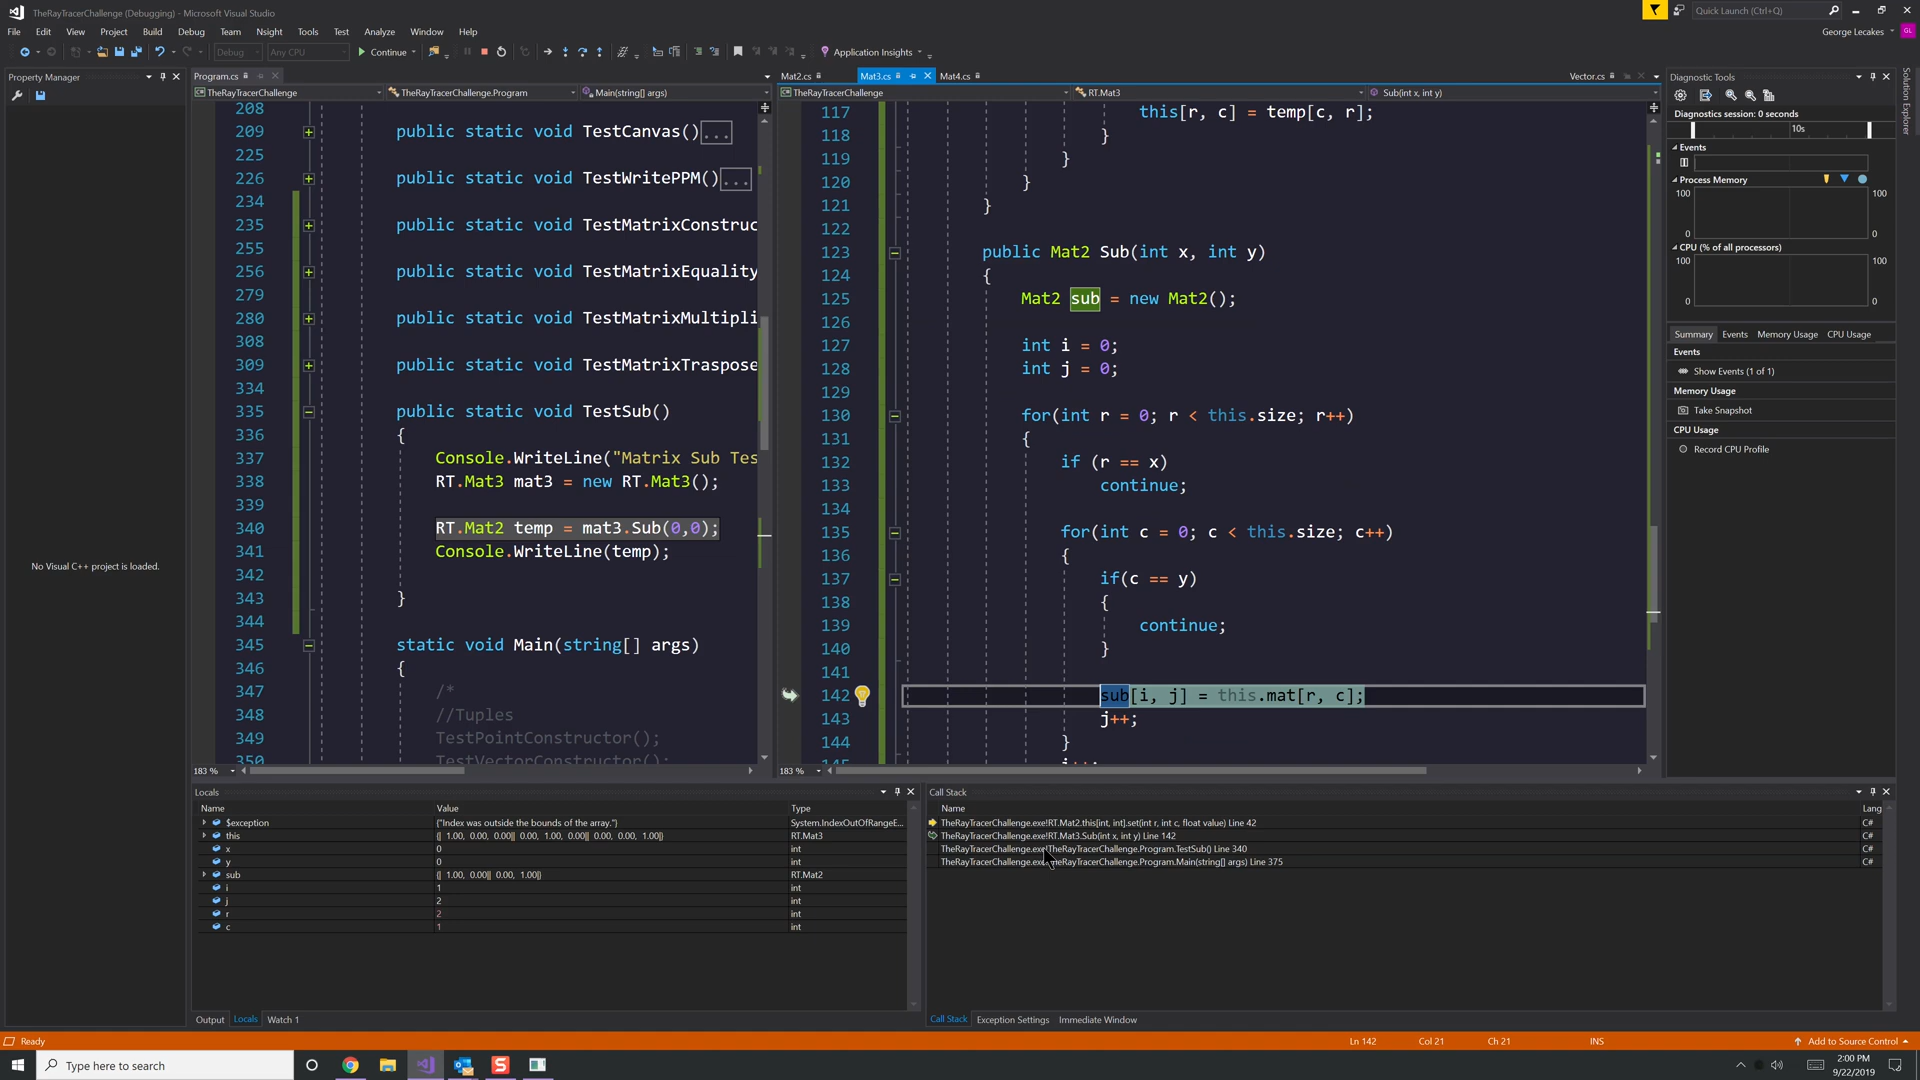 TheRayTracerChallenge (Debugging) - Microsoft Visual Studio
Quick Launch (Ctrl+Q)
File Edit View Project Build Debug Team Nsight Tools Test Analyze Window Help
George Lecakes GL
Debug Any CPU Continue Application Insights
Property Manager
No Visual C++ project is loaded.
Program.cs
TheRayTracerChallenge TheRayTracerChallenge.Program Main(string[] args)
208
209 public static void TestCanvas()...
225
226 public static void TestWritePPM()...
234
235 public static void TestMatrixConstruc
255
256 public static void TestMatrixEquality
279
280 public static void TestMatrixMultipli
308
309 public static void TestMatrixTraspose
334
335 public static void TestSub()
336 {
337 Console.WriteLine("Matrix Sub Tes
338 RT.Mat3 mat3 = new RT.Mat3();
339
340 RT.Mat2 temp = mat3.Sub(0,0);
341 Console.WriteLine(temp);
342
343 }
344
345 static void Main(string[] args)
346 {
347 /*
348 //Tuples
349 TestPointConstructor();
350 TestVectorConstructor();
183 %
Mat2.cs Mat3.cs Mat4.cs Vector.cs
TheRayTracerChallenge RT.Mat3 Sub(int x, int y)
117 this[r, c] = temp[c, r];
118 }
119 }
120 }
121 }
122
123 public Mat2 Sub(int x, int y)
124 {
125 Mat2 sub = new Mat2();
126
127 int i = 0;
128 int j = 0;
129
130 for(int r = 0; r < this.size; r++)
131 {
132 if (r == x)
133 continue;
134
135 for(int c = 0; c < this.size; c++)
136 {
137 if(c == y)
138 {
139 continue;
140 }
141
142 sub[i, j] = this.mat[r, c];
143 j++;
144 }
145 i++;
183 %
Diagnostic Tools
Diagnostics session: 0 seconds
10s
Events
Process Memory
100 100
0 0
CPU (% of all processors)
100 100
0 0
Summary Events Memory Usage CPU Usage
Events
Show Events (1 of 1)
Memory Usage
Take Snapshot
CPU Usage
Record CPU Profile
Solution Explorer
Locals
Name Value Type
$exception {"Index was outside the bounds of the array."} System.IndexOutOfRangeE...
this {[ 1.00, 0.00, 0.00][ 0.00, 1.00, 0.00][ 0.00, 0.00, 1.00]} RT.Mat3
x 0 int
y 0 int
sub {[ 1.00, 0.00][ 0.00, 1.00]} RT.Mat2
i 1 int
j 2 int
r 2 int
c 1 int
Output Locals Watch 1
Call Stack
Name Lang
TheRayTracerChallenge.exe!RT.Mat2.this[int, int].set(int r, int c, float value) Line 42 C#
TheRayTracerChallenge.exe!RT.Mat3.Sub(int x, int y) Line 142 C#
TheRayTracerChallenge.exe!TheRayTracerChallenge.Program.TestSub() Line 340 C#
TheRayTracerChallenge.exe!TheRayTracerChallenge.Program.Main(string[] args) Line 375 C#
Call Stack Exception Settings Immediate Window
Ready Ln 142 Col 21 Ch 21 INS Add to Source Control
Type here to search
2:00 PM
9/22/2019